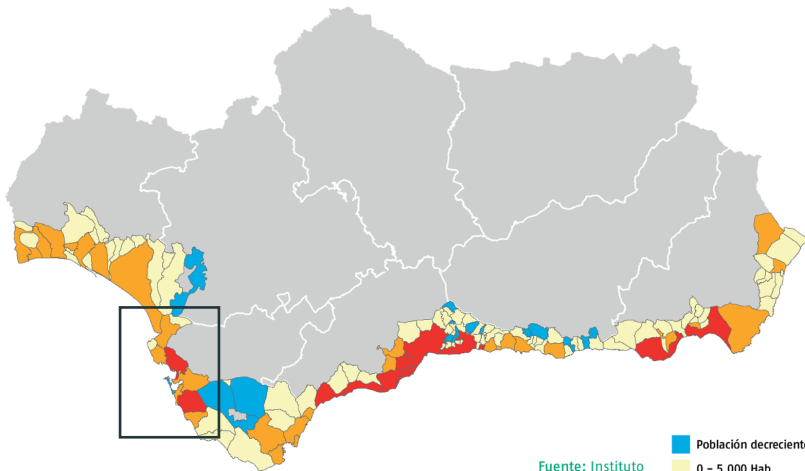 Población decreciente
Fuente: Instituto
0 – 5.000 Hab.